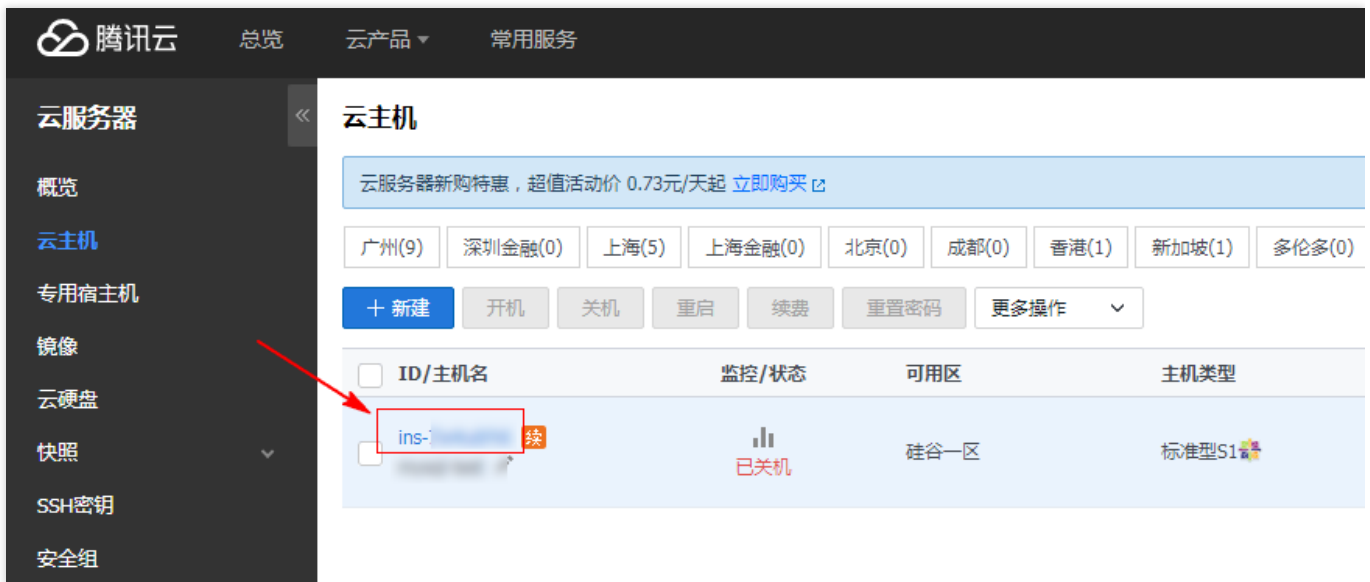 腾讯云 总览 云产品 常用服务
云服务器
概览
云主机
专用宿主机
镜像
云硬盘
快照
SSH密钥
安全组
云主机
云服务器新购特惠，超值活动价 0.73元/天起 立即购买
广州(9) 深圳金融(0) 上海(5) 上海金融(0) 北京(0) 成都(0) 香港(1) 新加坡(1) 多伦多(0)
+ 新建 开机 关机 重启 续费 重置密码 更多操作
ID/主机名 监控/状态 可用区 主机类型
ins- 续
已关机 硅谷一区 标准型S1